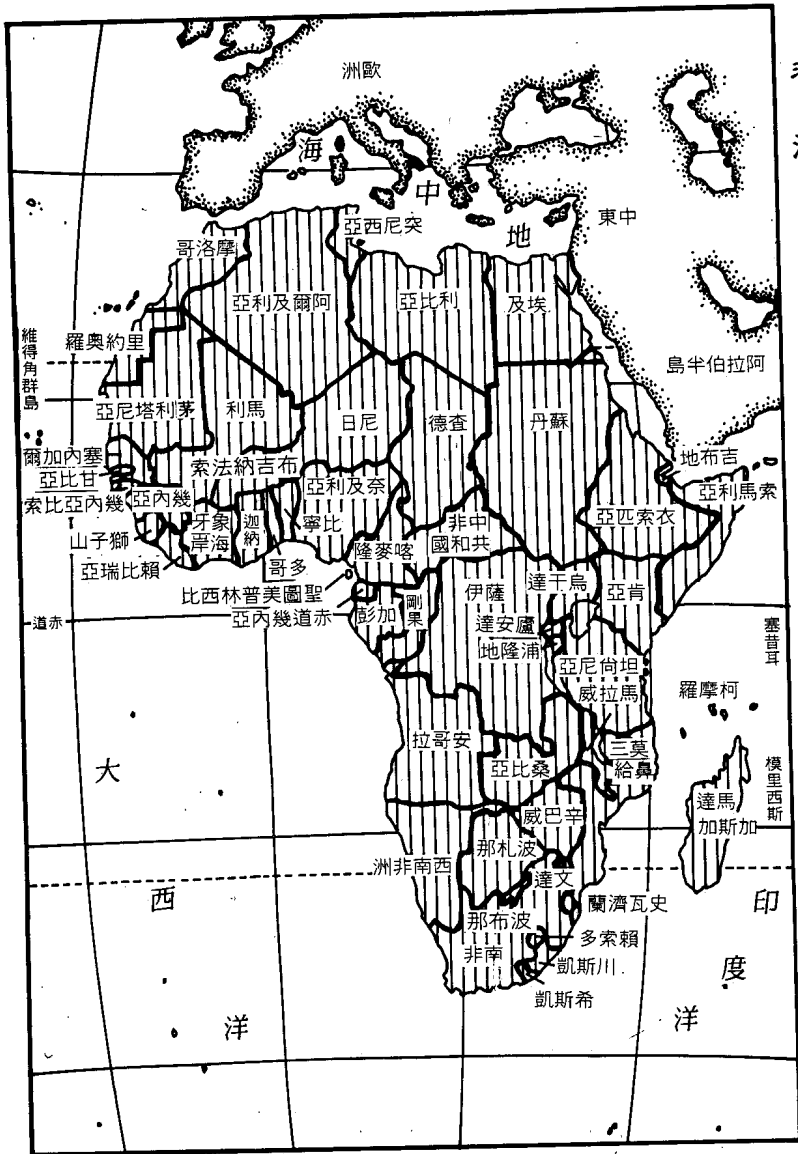 歐洲
地中海
中東
突尼西亞
摩洛哥
阿爾及利亞
利比亞
埃及
維得角群島
里約奧羅
阿拉伯半島
茅利塔尼亞
馬利
尼日
查德
蘇丹
塞內加爾
甘比亞
幾內亞比索
幾內亞
布吉納法索
奈及利亞
吉布地
索馬利亞
衣索匹亞
獅子山
賴比瑞亞
象牙
海岸
迦納
多哥
比寧
喀麥隆
中非
共和國
聖圖美普林西比
赤道幾內亞
加彭
剛果
薩伊
烏干達
肯亞
盧安達
浦隆地
坦尚尼亞
馬拉威
赤道
塞昔耳
柯摩羅
模里西斯
安哥拉
桑比亞
莫三
鼻給
馬達
加斯加
辛巴威
波札那
西南非洲
文達
史瓦濟蘭
波布那
南非
賴索多
川斯凱
希斯凱
大西洋
印度洋